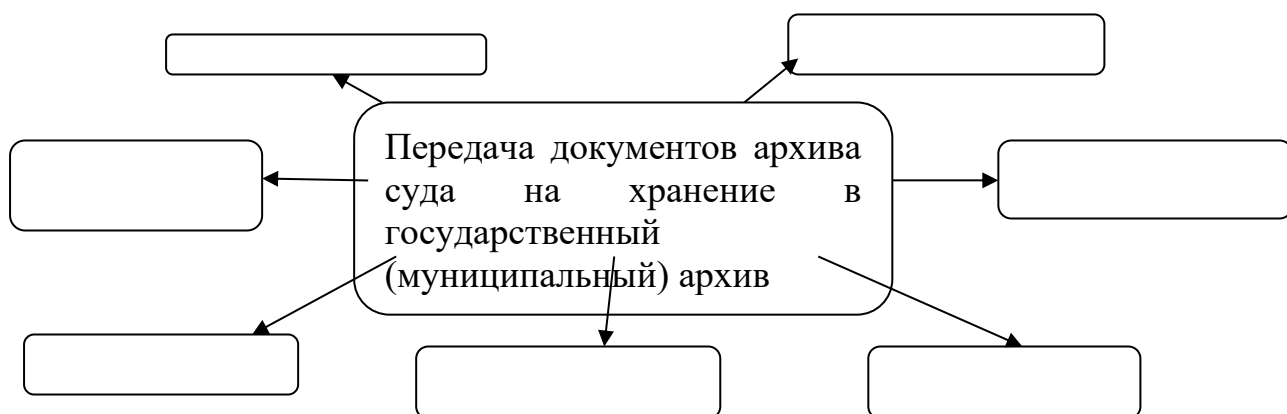 Передача документов архива
суда на хранение в
государственный
(муниципальный) архив